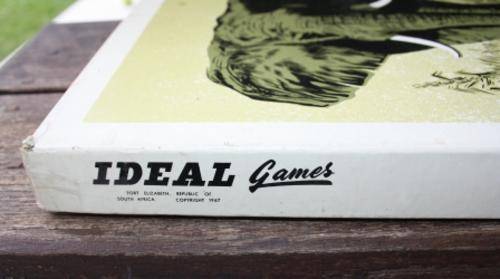 IDEAL Games
PORT ELIZABETH, REPUBLIC OF
SOUTH AFRICA. COPYRIGHT 1967